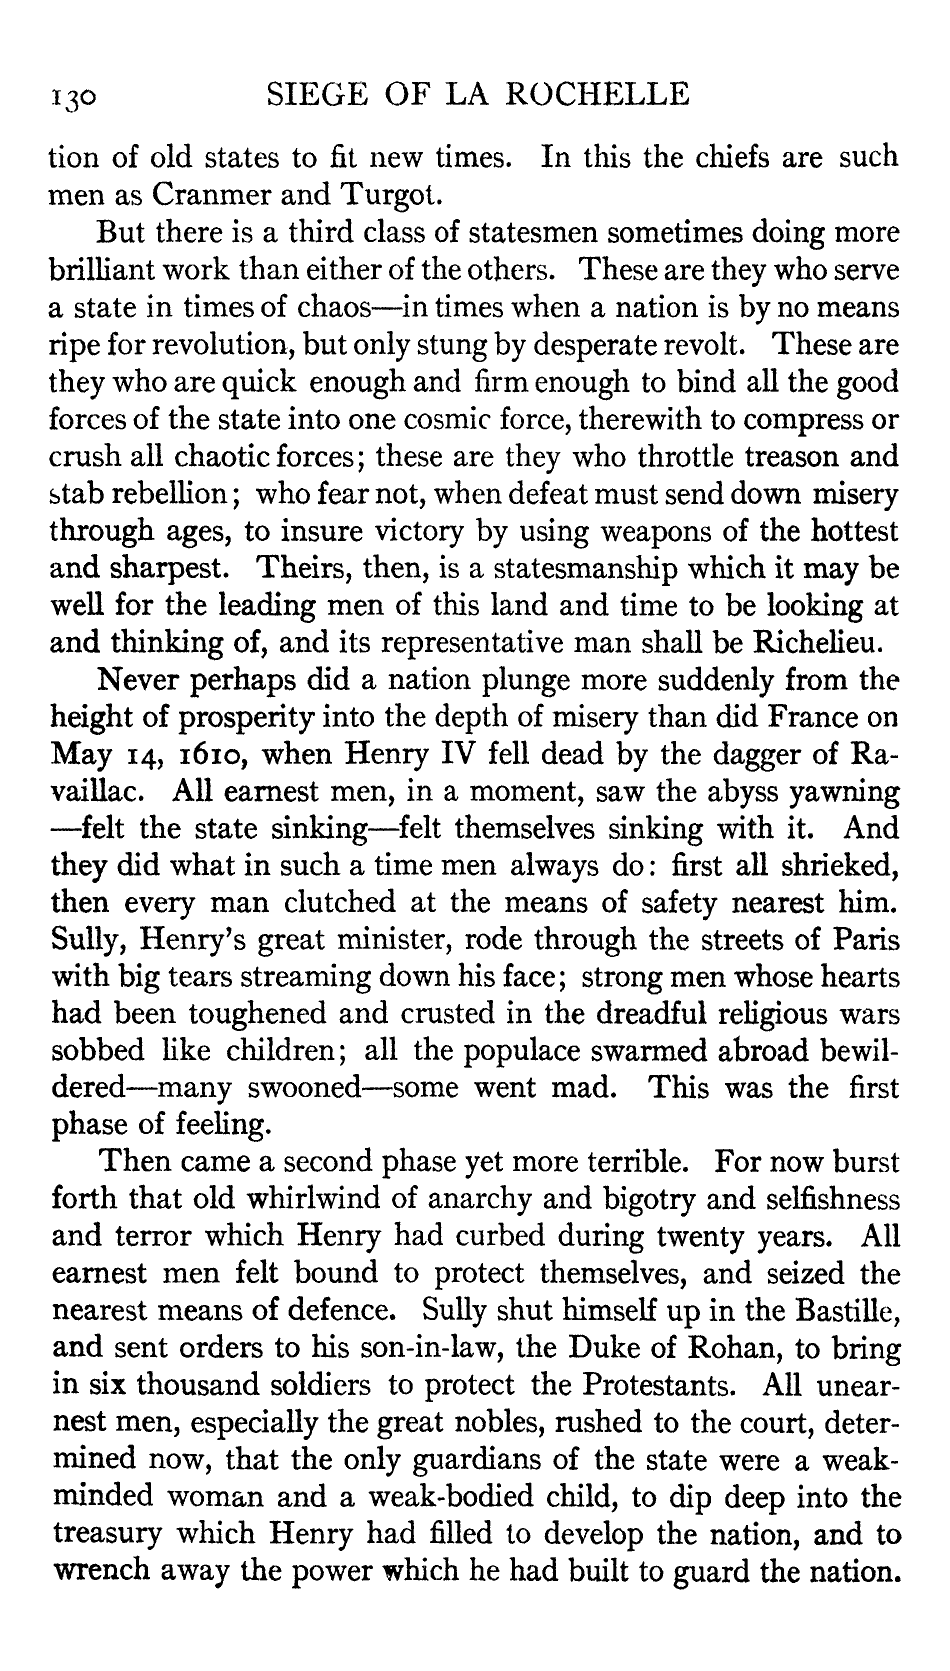 130 SIEGE OF LA ROCHELLE
tion of old states to fit new times. In this the chiefs are such
men as Cranmer and Turgot.
But there is a third class of statesmen sometimes doing more
brilliant work than either of the others. These are they who serve
a state in times of chaos—in times when a nation is by no means
ripe for revolution, but only stung by desperate revolt. These are
they who are quick enough and firm enough to bind all the good
forces of the state into one cosmic force, therewith to compress or
crush all chaotic forces; these are they who throttle treason and
stab rebellion; who fear not, when defeat must send down misery
through ages, to insure victory by using weapons of the hottest
and sharpest. Theirs, then, is a statesmanship which it may be
well for the leading men of this land and time to be looking at
and thinking of, and its representative man shall be Richelieu.
Never perhaps did a nation plunge more suddenly from the
height of prosperity into the depth of misery than did France on
May 14, 1610, when Henry IV fell dead by the dagger of Ra-
vaillac. All earnest men, in a moment, saw the abyss yawning
—felt the state sinking—felt themselves sinking with it. And
they did what in such a time men always do: first all shrieked,
then every man clutched at the means of safety nearest him.
Sully, Henry's great minister, rode through the streets of Paris
with big tears streaming down his face; strong men whose hearts
had been toughened and crusted in the dreadful religious wars
sobbed like children; all the populace swarmed abroad bewil-
dered—many swooned—some went mad. This was the first
phase of feeling.
Then came a second phase yet more terrible. For now burst
forth that old whirlwind of anarchy and bigotry and selfishness
and terror which Henry had curbed during twenty years. All
earnest men felt bound to protect themselves, and seized the
nearest means of defence. Sully shut himself up in the Bastille,
and sent orders to his son-in-law, the Duke of Rohan, to bring
in six thousand soldiers to protect the Protestants. All unear-
nest men, especially the great nobles, rushed to the court, deter-
mined now, that the only guardians of the state were a weak-
minded woman and a weak-bodied child, to dip deep into the
treasury which Henry had filled to develop the nation, and to
wrench away the power which he had built to guard the nation.